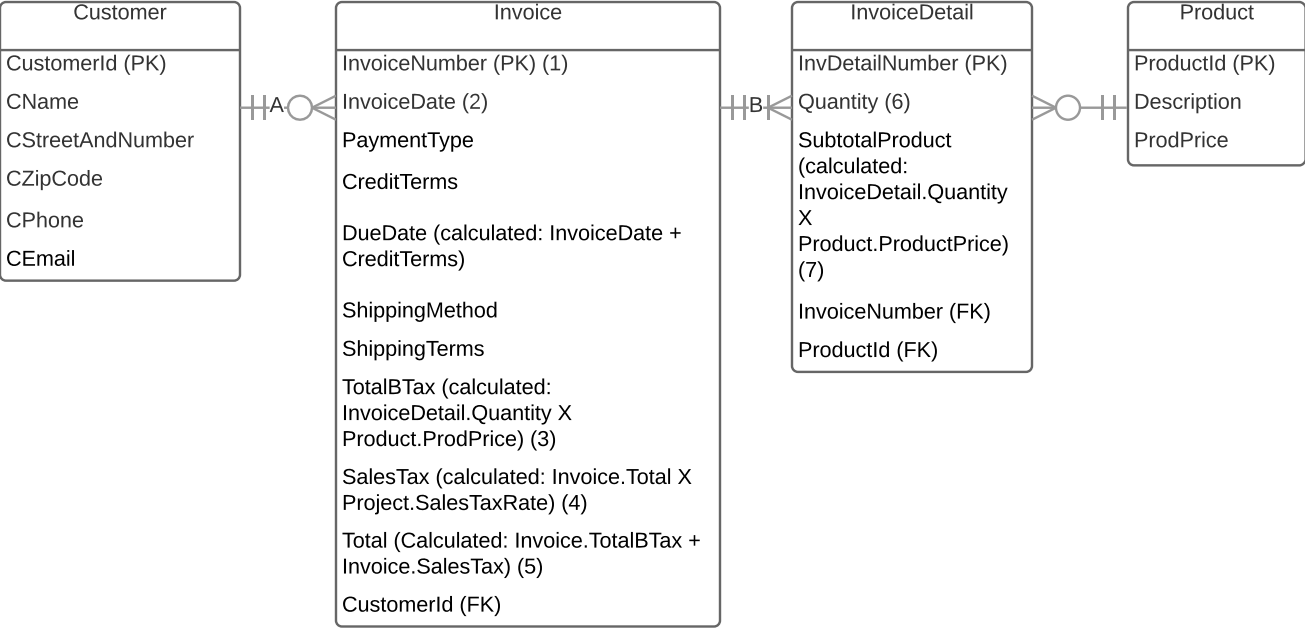 Customer
CustomerId (PK)
CName
CStreetAndNumber
CZipCode
CPhone
CEmail
A
Invoice
InvoiceNumber (PK) (1)
InvoiceDate (2)
PaymentType
CreditTerms
DueDate (calculated: InvoiceDate +
CreditTerms)
ShippingMethod
ShippingTerms
TotalBTax (calculated:
InvoiceDetail.Quantity X
Product.ProdPrice) (3)
SalesTax (calculated: Invoice.Total X
Project.SalesTaxRate) (4)
Total (Calculated: Invoice.TotalBTax +
Invoice.SalesTax) (5)
CustomerId (FK)
B
InvoiceDetail
InvDetailNumber (PK)
Quantity (6)
SubtotalProduct
(calculated:
InvoiceDetail.Quantity
X
Product.ProductPrice)
(7)
InvoiceNumber (FK)
ProductId (FK)
Product
ProductId (PK)
Description
ProdPrice